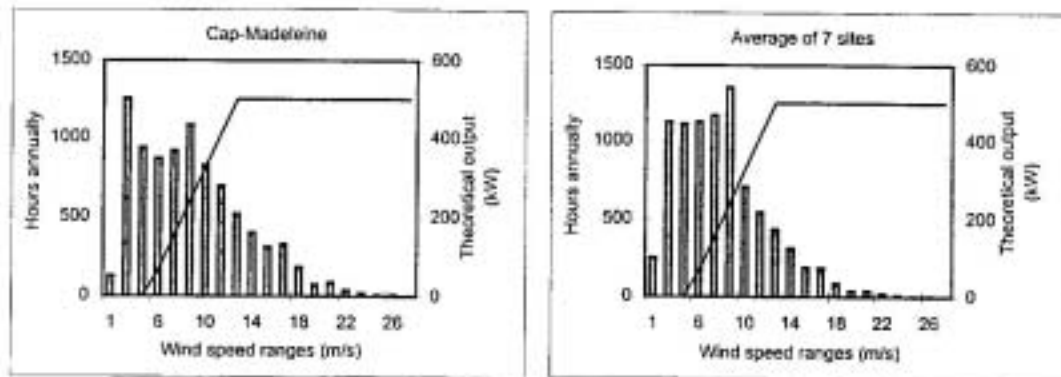 Cap-Madeleine
1500
1000
500
0
600
400
200
0
Hours annually
Theoretical output
(kW)
1 6 10 14 18 22 26
Wind speed ranges (m/s)
Average of 7 sites
1500
1000
500
0
600
400
200
0
Hours annually
Theoretical output
(kW)
1 6 10 14 18 22 26
Wind speed ranges (m/s)